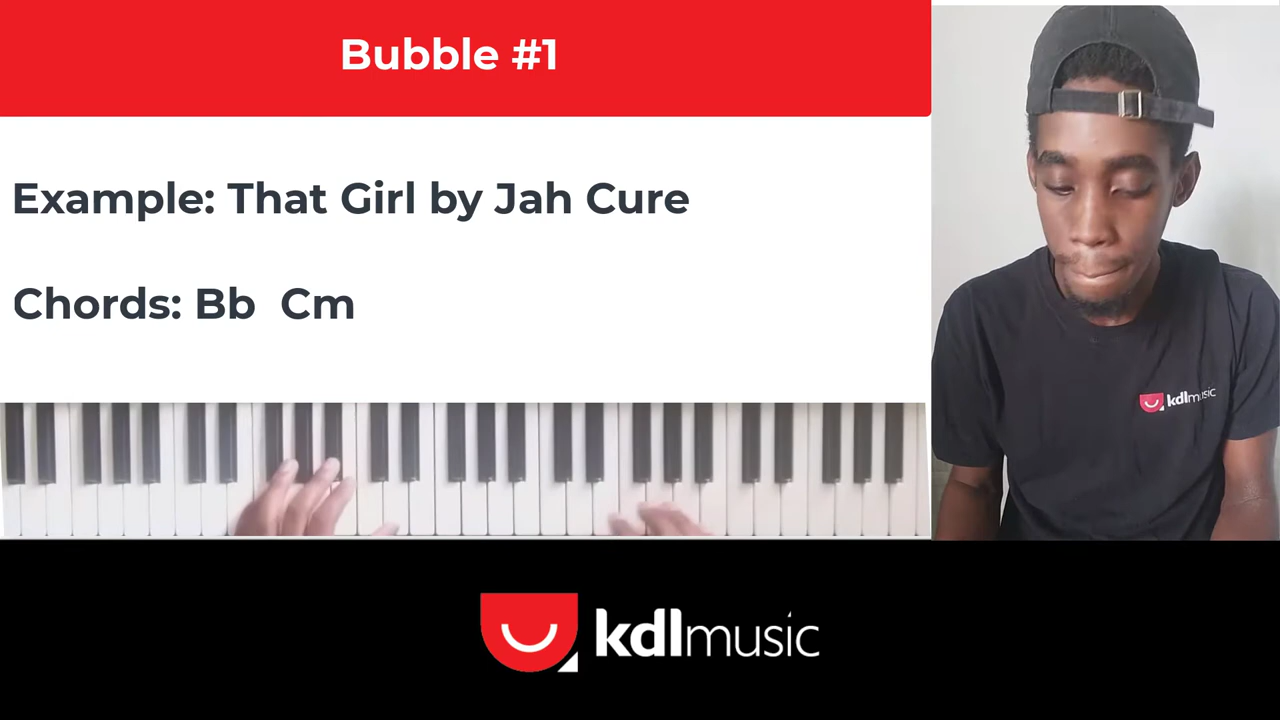 Bubble #1
Example: That Girl by Jah Cure
Chords: Bb  Cm
kdlmusic
kdlmusic